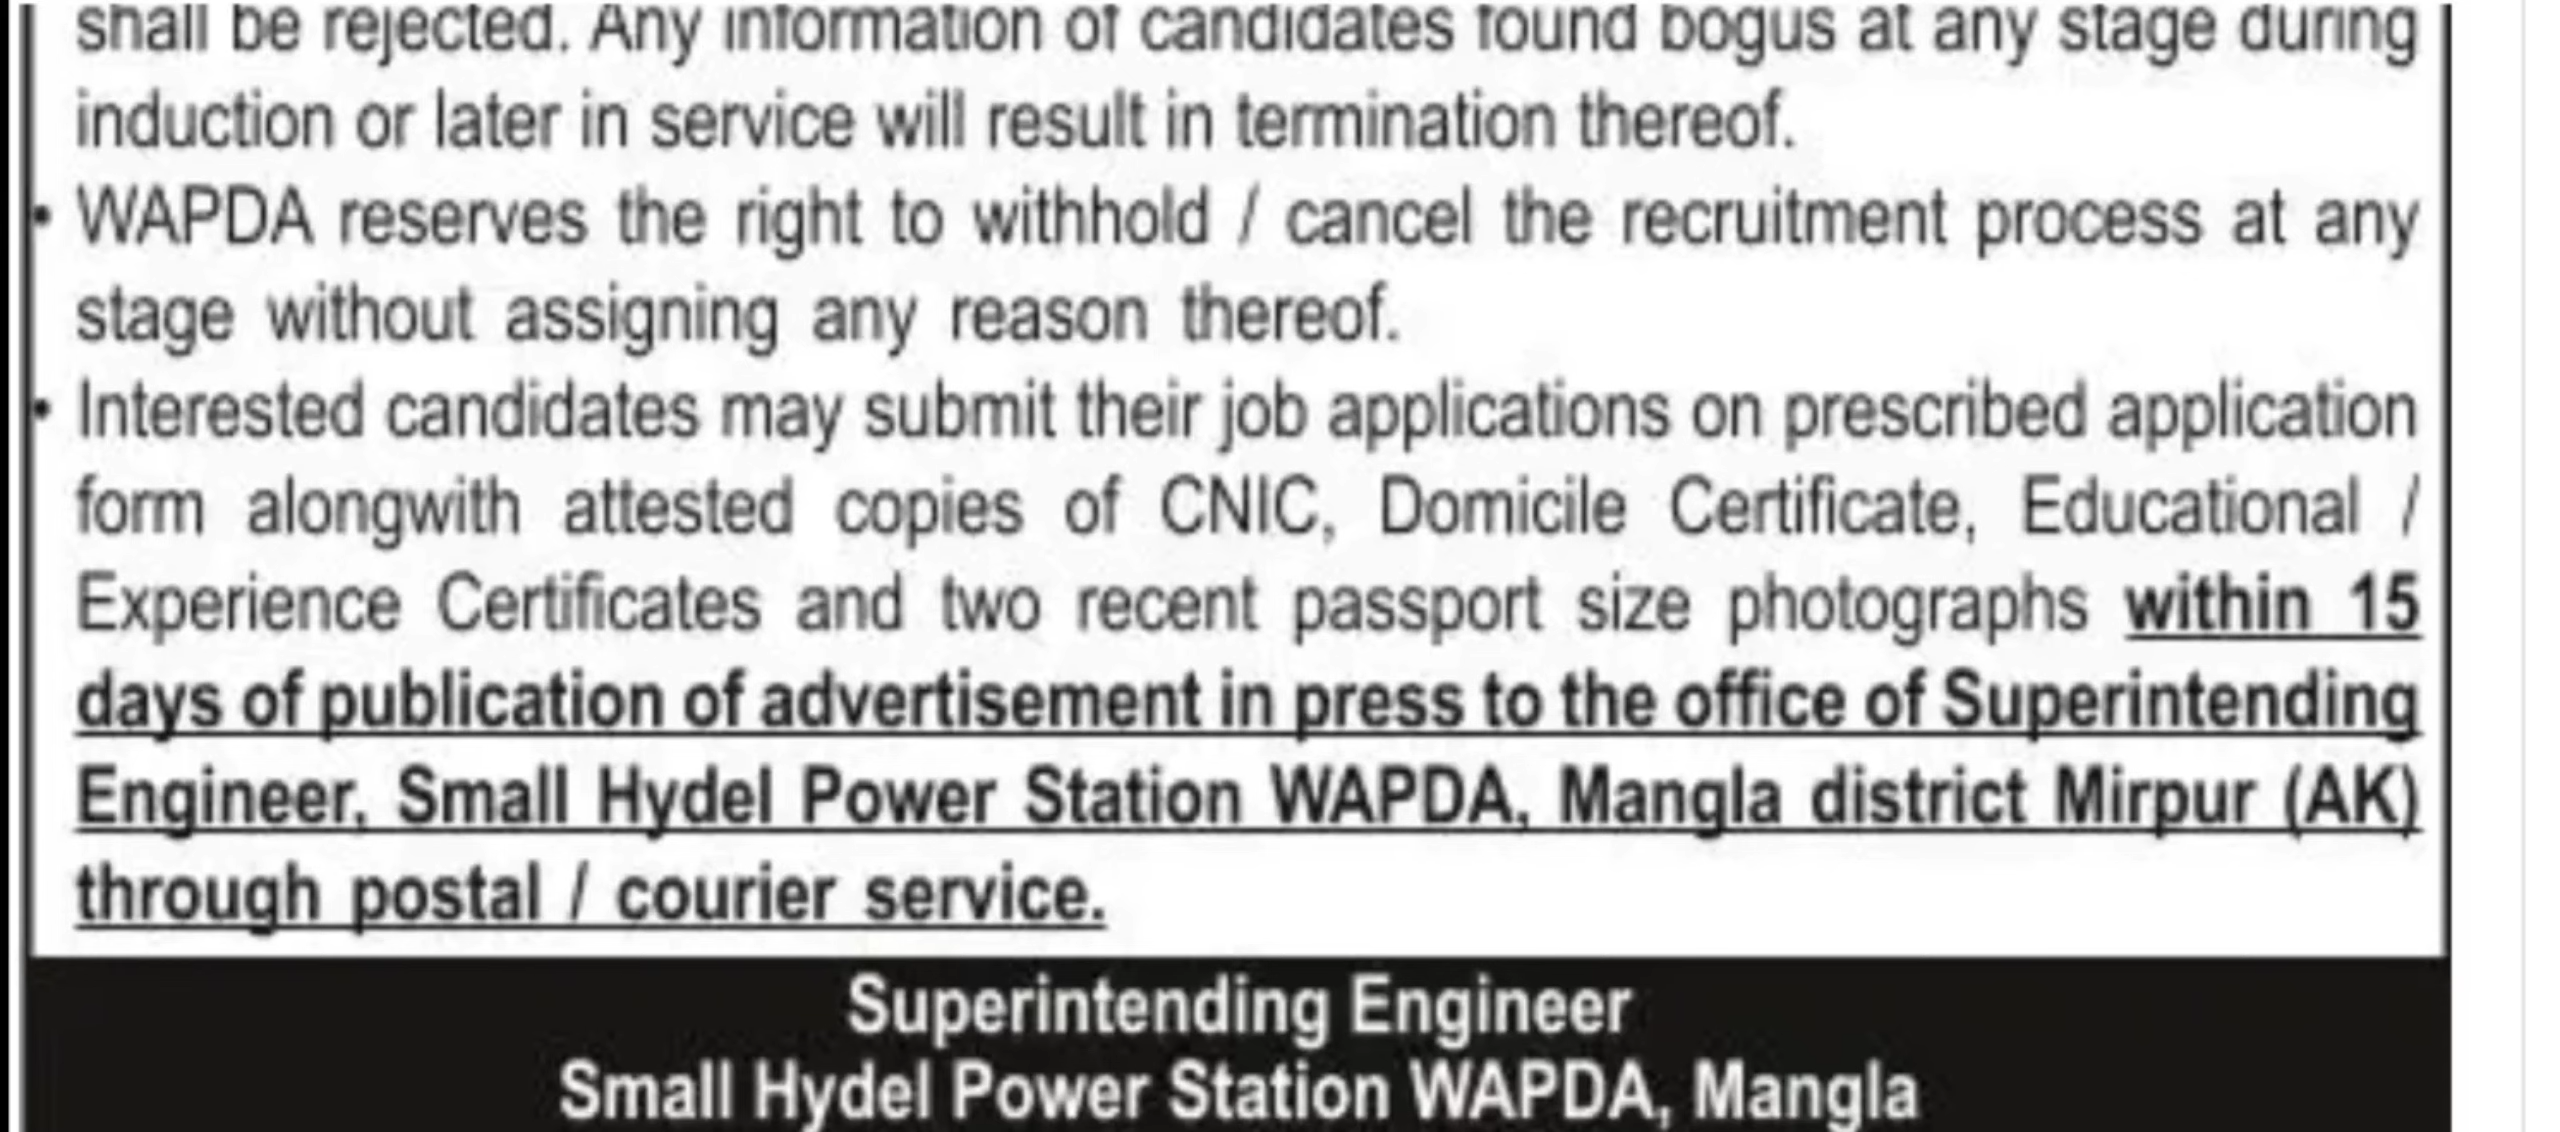 shall be rejected. Any information of candidates found bogus at any stage during
induction or later in service will result in termination thereof.
• WAPDA reserves the right to withhold / cancel the recruitment process at any
stage without assigning any reason thereof.
• Interested candidates may submit their job applications on prescribed application
form alongwith attested copies of CNIC, Domicile Certificate, Educational /
Experience Certificates and two recent passport size photographs within 15
days of publication of advertisement in press to the office of Superintending
Engineer, Small Hydel Power Station WAPDA, Mangla district Mirpur (AK)
through postal / courier service.
Superintending Engineer
Small Hydel Power Station WAPDA, Mangla